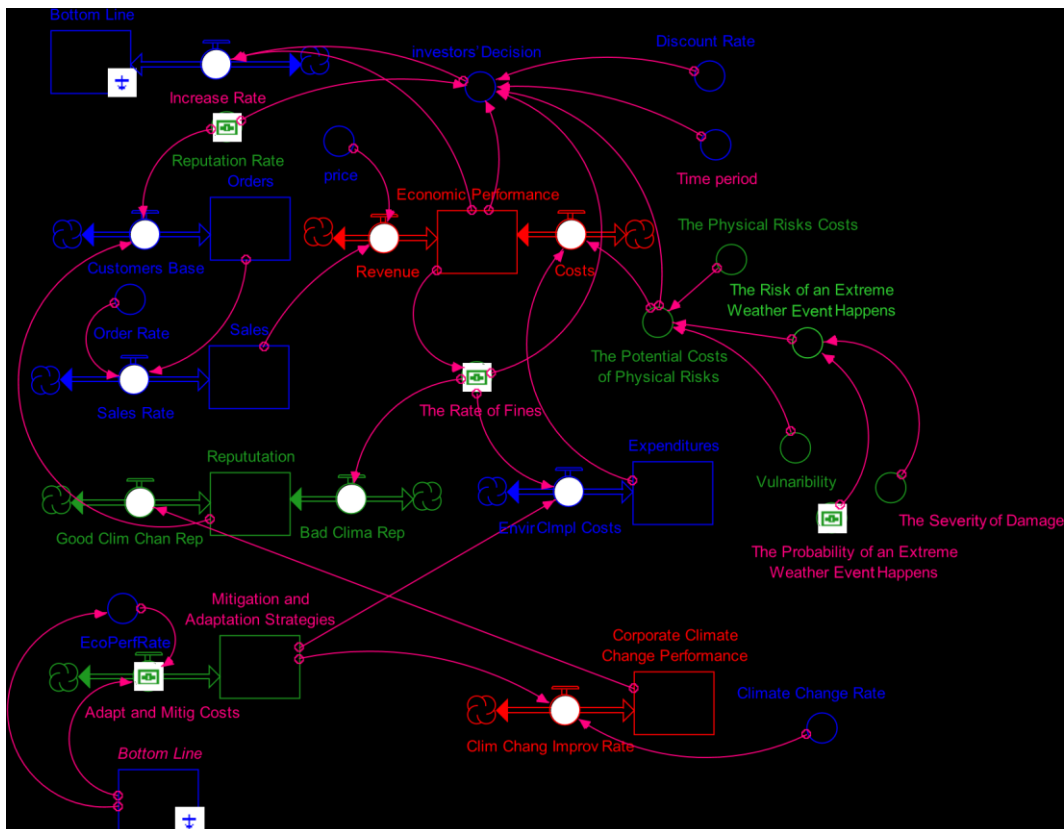 Bottom Line
investors'Decision
Discount Rate
Increase Rate
Reputation Rate
price
Time period
Orders
Economic Performance
The Physical Risks Costs
Customers Base
Revenue
Costs
The Risk of an Extreme
Weather Event Happens
Order Rate
Sales
The Potential Costs
of Physical Risks
Sales Rate
The Rate of Fines
Repututation
Expenditures
Vulnaribility
Good Clim Chan Rep
Bad Clima Rep
Envir CImpl Costs
The Severity of Damage
The Probability of an Extreme
Weather Event Happens
Mitigation and
Adaptation Strategies
EcoPerfRate
Corporate Climate
Change Performance
Climate Change Rate
Adapt and Mitig Costs
Clim Chang Improv Rate
Bottom Line